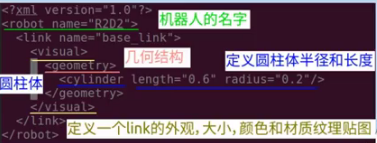 <?xml version="1.0"?>
<robot name="R2D2"> 机器人的名字
<link name="base_link">
<visual> 几何结构
<geometry> 定义圆柱体半径和长度
圆柱体 <cylinder length="0.6" radius="0.2"/>
</geometry>
</visual>
</link> 定义一个link的外观,大小,颜色和材质纹理贴图
</robot>